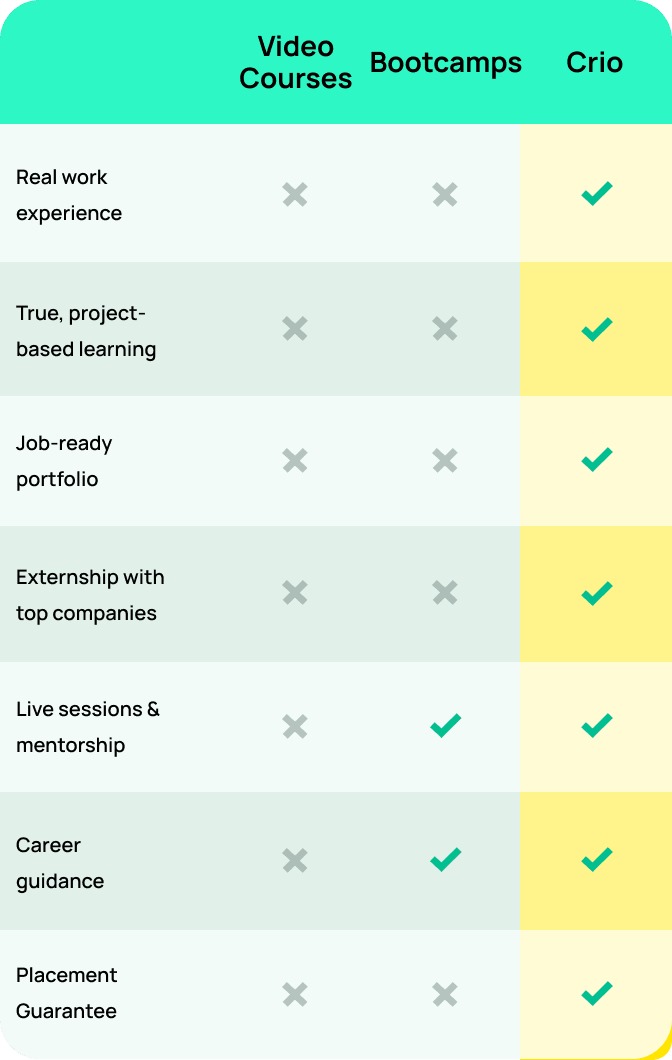 Video
Courses
Bootcamps
Crio
Real work
experience
True, project-
based learning
Job-ready
portfolio
Externship with
top companies
Live sessions &
mentorship
Career
guidance
Placement
Guarantee